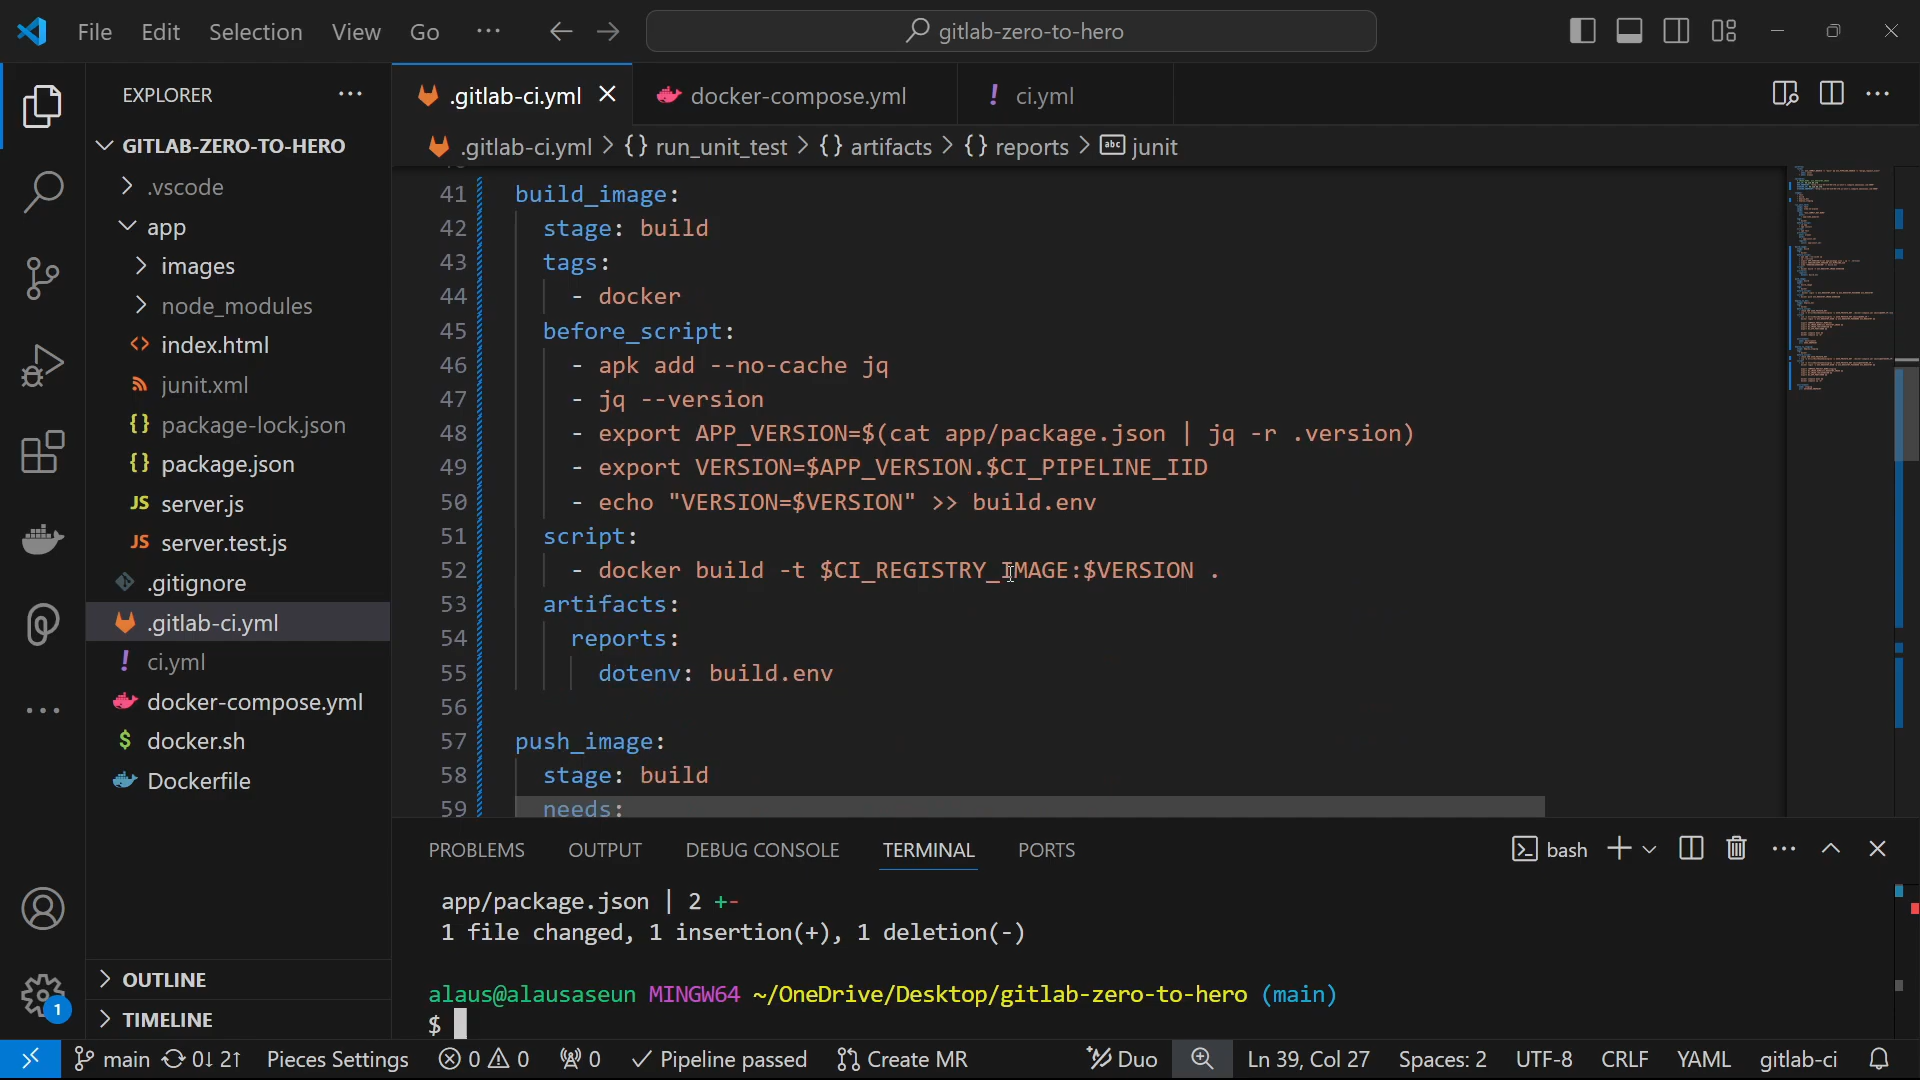 File Edit Selection View Go ··· gitlab-zero-to-hero
EXPLORER ···
GITLAB-ZERO-TO-HERO
.vscode
app
images
node_modules
index.html
junit.xml
package-lock.json
package.json
server.js
server.test.js
.gitignore
.gitlab-ci.yml
ci.yml
docker-compose.yml
docker.sh
Dockerfile
OUTLINE
TIMELINE
.gitlab-ci.yml docker-compose.yml ci.yml
.gitlab-ci.yml > {} run_unit_test > {} artifacts > {} reports > abc junit
41 build_image:
42 stage: build
43 tags:
44 - docker
45 before_script:
46 - apk add --no-cache jq
47 - jq --version
48 - export APP_VERSION=$(cat app/package.json | jq -r .version)
49 - export VERSION=$APP_VERSION.$CI_PIPELINE_IID
50 - echo "VERSION=$VERSION" >> build.env
51 script:
52 - docker build -t $CI_REGISTRY_IMAGE:$VERSION .
53 artifacts:
54 reports:
55 dotenv: build.env
56
57 push_image:
58 stage: build
59 needs:
PROBLEMS OUTPUT DEBUG CONSOLE TERMINAL PORTS bash
app/package.json | 2 +-
1 file changed, 1 insertion(+), 1 deletion(-)
alaus@alausaseun MINGW64 ~/OneDrive/Desktop/gitlab-zero-to-hero (main)
$
1
main 0↓ 2↑ Pieces Settings 0 0 0 Pipeline passed Create MR Duo Ln 39, Col 27 Spaces: 2 UTF-8 CRLF YAML gitlab-ci